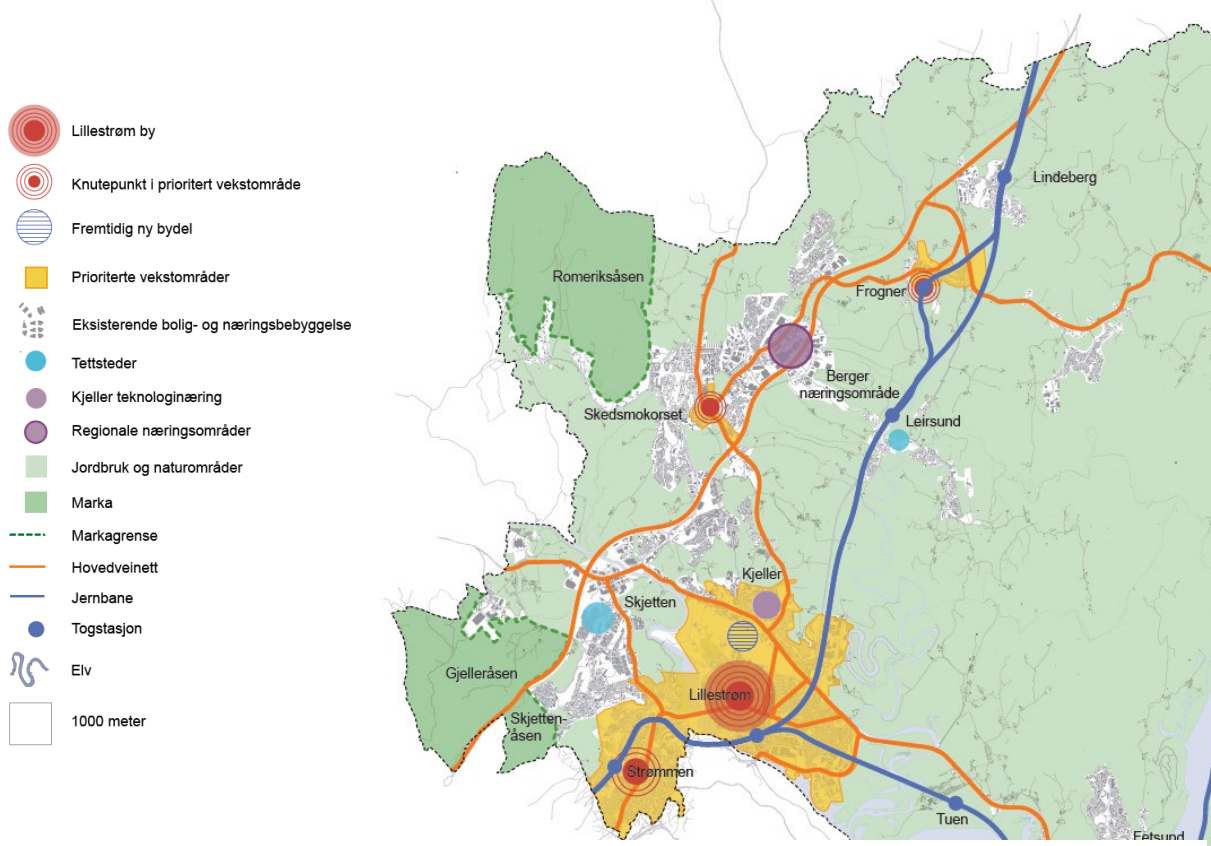 Lillestrøm by
Knutepunkt i prioritert vekstområde
Fremtidig ny bydel
Prioriterte vekstområder
Eksisterende bolig- og næringsbebyggelse
Tettsteder
Kjeller teknologinæring
Regionale næringsområder
Jordbruk og naturområder
Marka
Markagrense
Hovedveinett
Jernbane
Togstasjon
Elv
1000 meter
Lindeberg
Romeriksåsen
Frogner
Berger
næringsområde
Skedsmokorset
Leirsund
Kjeller
Skjetten
Gjelleråsen
Lillestrøm
Skjetten-
åsen
Strømmen
Tuen
Fetsund